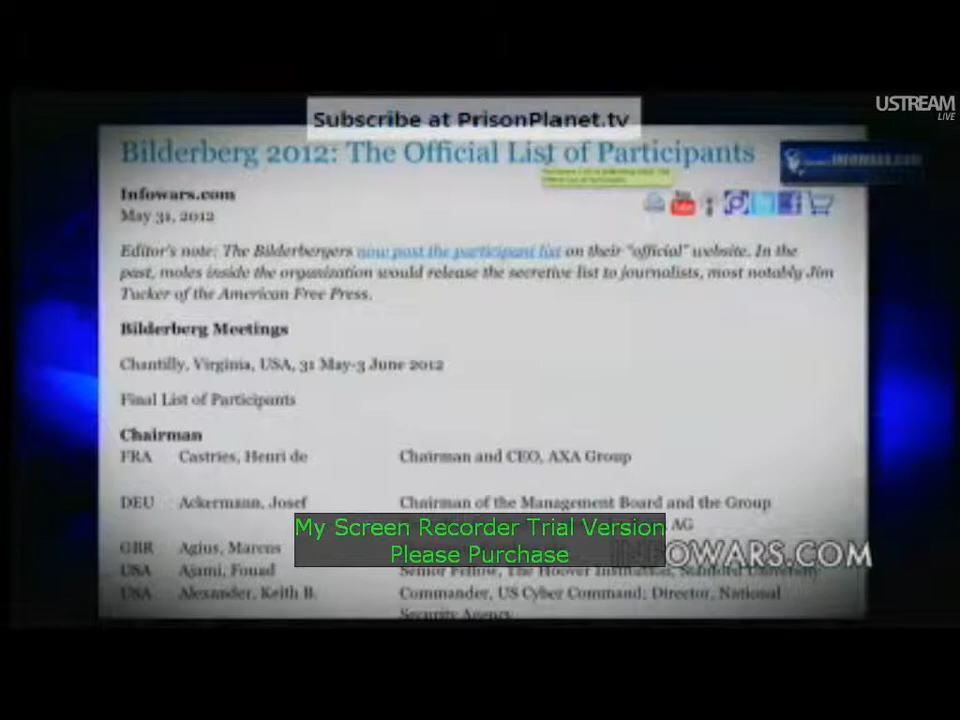 USTREAM
LIVE
Subscribe at PrisonPlanet.tv
Bilderberg 2012: The Official List of Participants
INFOWARS.COM
Infowars.com
May 31, 2012
You
Tube
Editor's note: The Bilderbergers now post the participant list on their "official" website. In the
past, moles inside the organization would release the secretive list to journalists, most notably Jim
Tucker of the American Free Press.
Bilderberg Meetings
Chantilly, Virginia, USA, 31 May-3 June 2012
Final List of Participants
Chairman
FRA Castries, Henri de Chairman and CEO, AXA Group
DEU Ackermann, Josef Chairman of the Management Board and the Group
AG
My Screen Recorder Trial Version
Please Purchase
GBR Agius, Marcus
INFOWARS.COM
USA Ajami, Fouad Senior Fellow, The Hoover Institution, Stanford University
USA Alexander, Keith B. Commander, US Cyber Command; Director, National
Security Agency